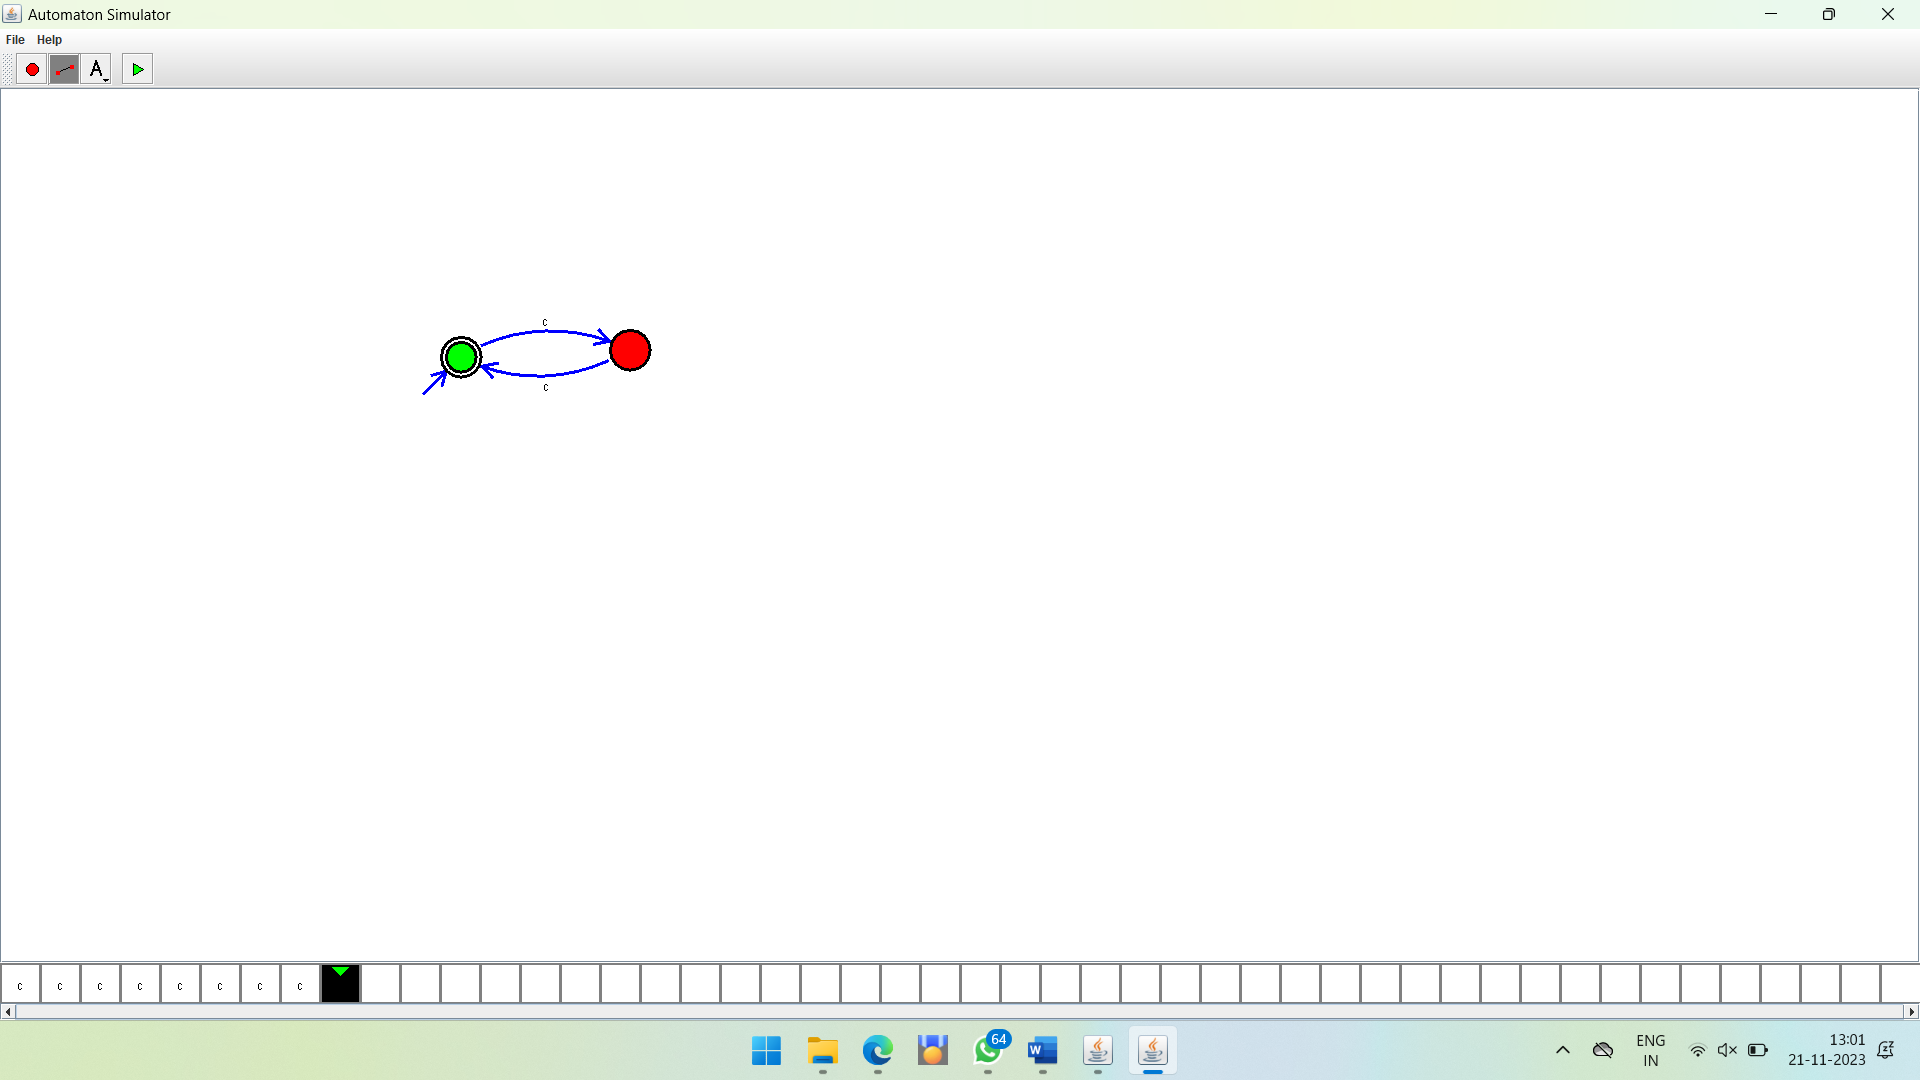 Automaton Simulator
File Help
A
c
c
c c c c c c c c
64
W
ENG
IN
13:01
21-11-2023